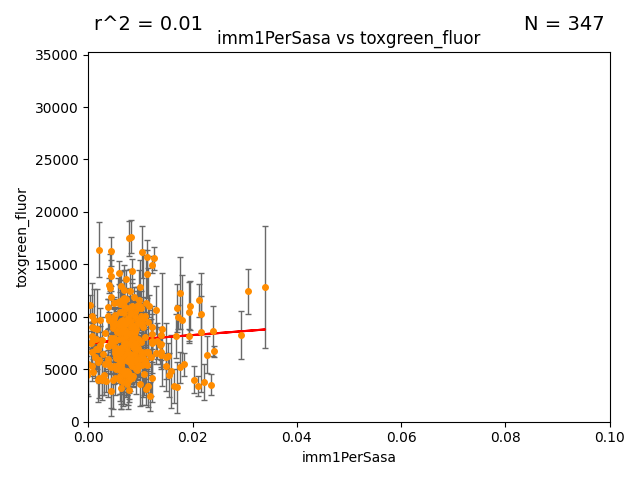 r^2 = 0.01
N = 347
imm1PerSasa vs toxgreen_fluor
35000
30000
25000
20000
15000
10000
5000
0
toxgreen_fluor
0.00 0.02 0.04 0.06 0.08 0.10
imm1PerSasa